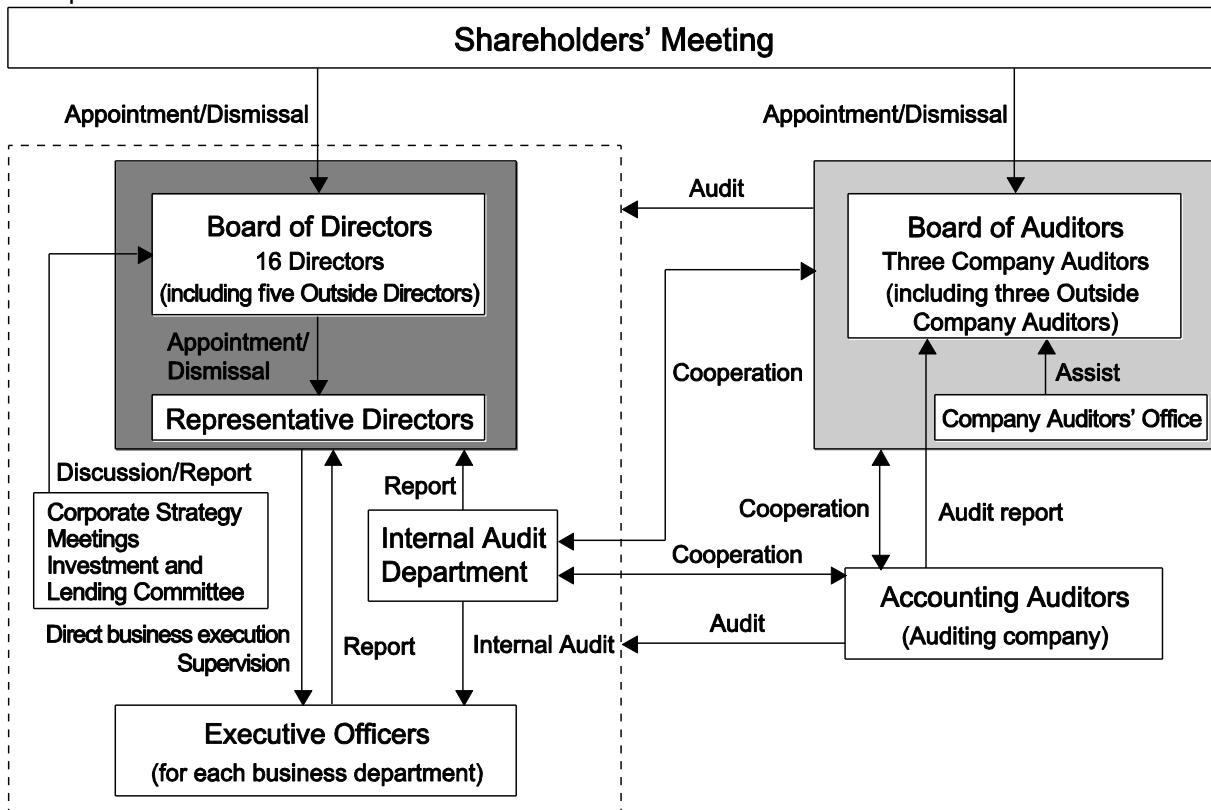 Shareholders' Meeting
Appointment/Dismissal
Appointment/Dismissal
Board of Directors
16 Directors
(including five Outside Directors)
Appointment/
Dismissal
Representative Directors
Audit
Board of Auditors
Three Company Auditors
(including three Outside
Company Auditors)
Assist
Company Auditors' Office
Cooperation
Discussion/Report
Corporate Strategy
Meetings
Investment and
Lending Committee
Report
Internal Audit
Department
Cooperation
Audit report
Cooperation
Accounting Auditors
(Auditing company)
Direct business execution
Supervision
Report
Internal Audit
Audit
Executive Officers
(for each business department)